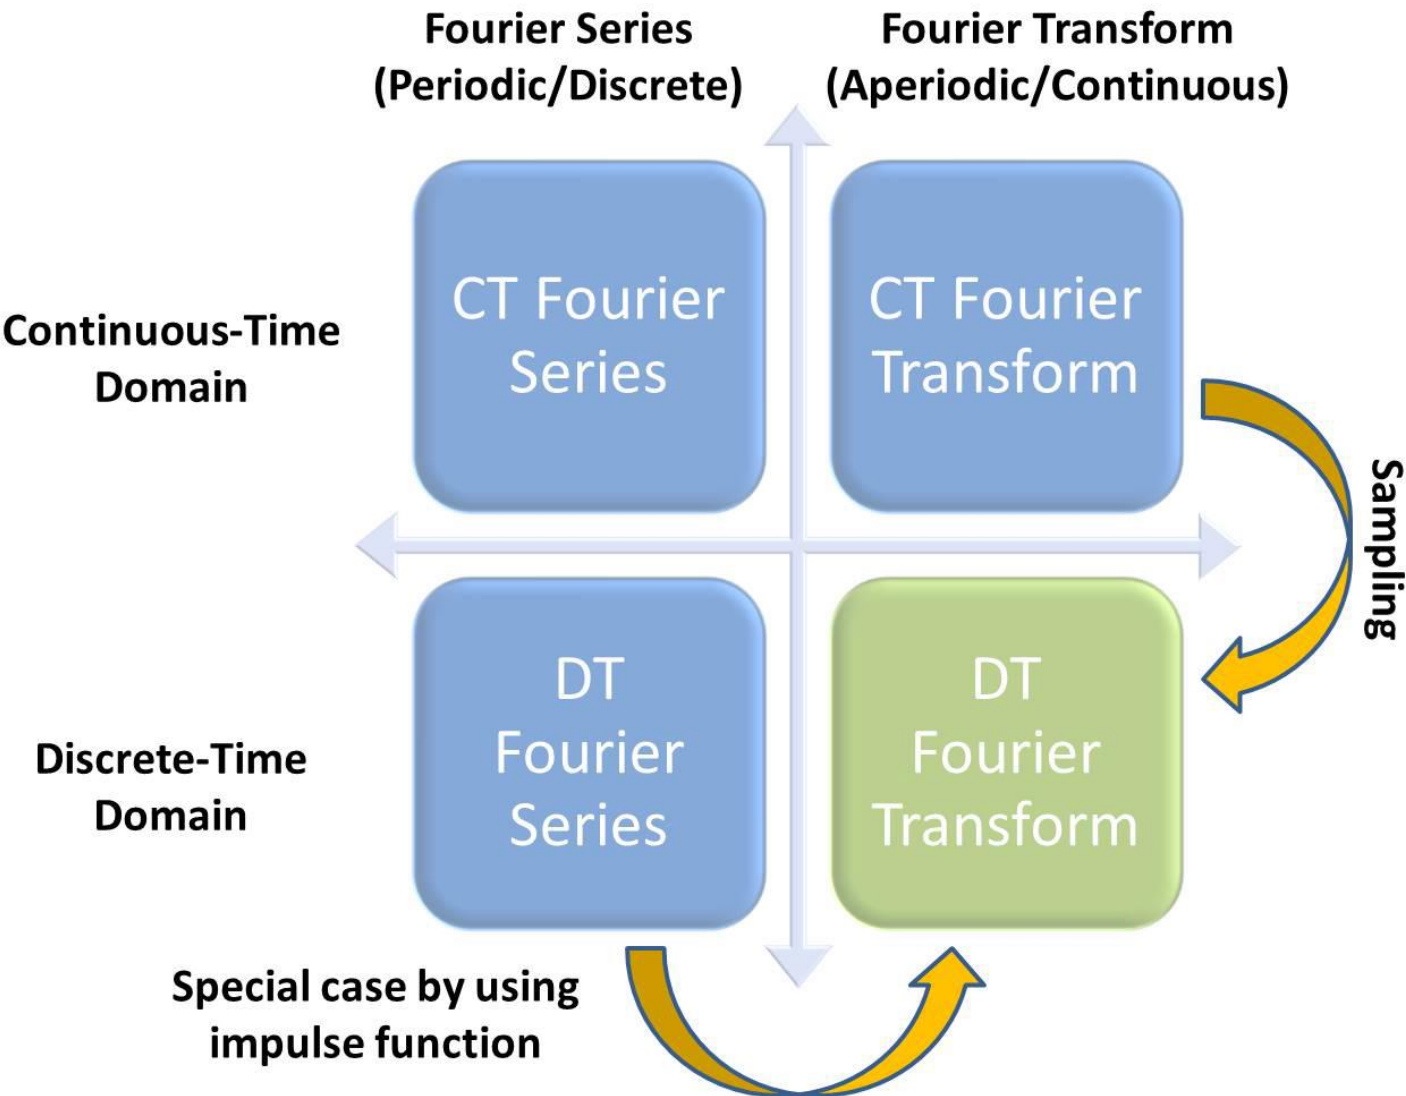 Fourier Series
(Periodic/Discrete)
Fourier Transform
(Aperiodic/Continuous)
Continuous-Time
Domain
CT Fourier
Series
CT Fourier
Transform
Sampling
Discrete-Time
Domain
DT
Fourier
Series
DT
Fourier
Transform
Special case by using
impulse function